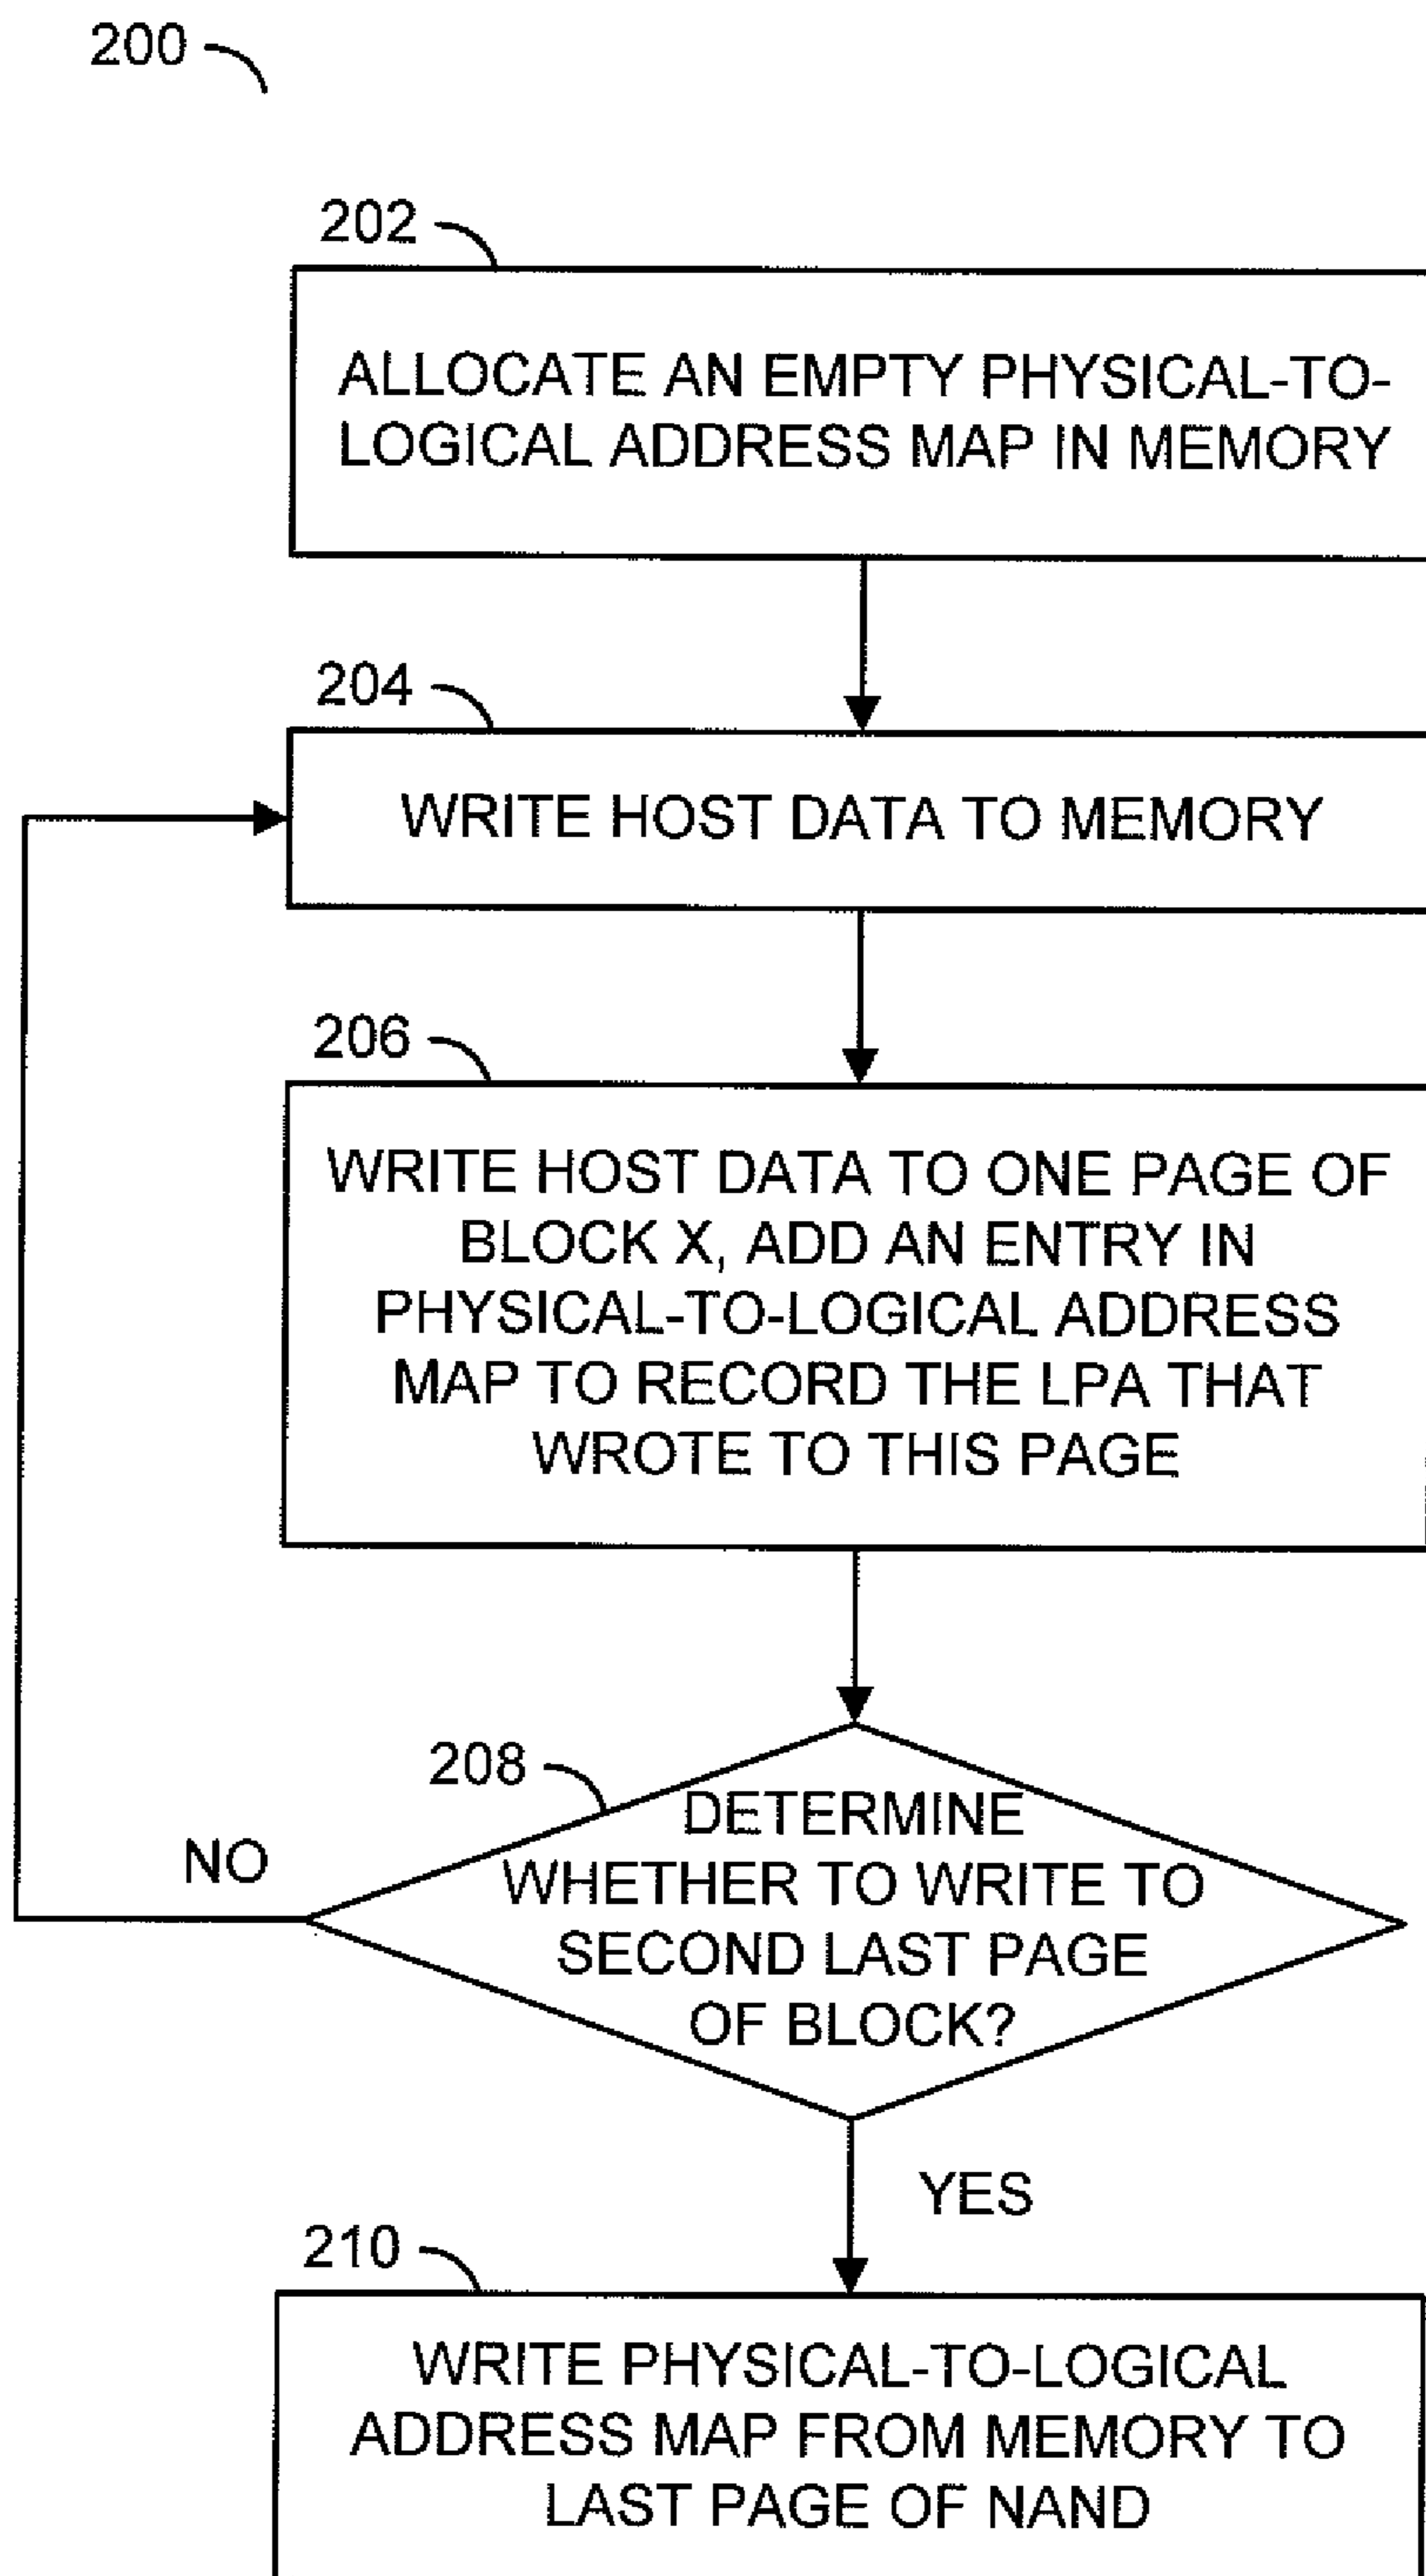 200
202
ALLOCATE AN EMPTY PHYSICAL-TO-
LOGICAL ADDRESS MAP IN MEMORY
204
WRITE HOST DATA TO MEMORY
206
WRITE HOST DATA TO ONE PAGE OF
BLOCK X, ADD AN ENTRY IN
PHYSICAL-TO-LOGICAL ADDRESS
MAP TO RECORD THE LPA THAT
WROTE TO THIS PAGE
208
DETERMINE
WHETHER TO WRITE TO
SECOND LAST PAGE
OF BLOCK?
NO
YES
210
WRITE PHYSICAL-TO-LOGICAL
ADDRESS MAP FROM MEMORY TO
LAST PAGE OF NAND